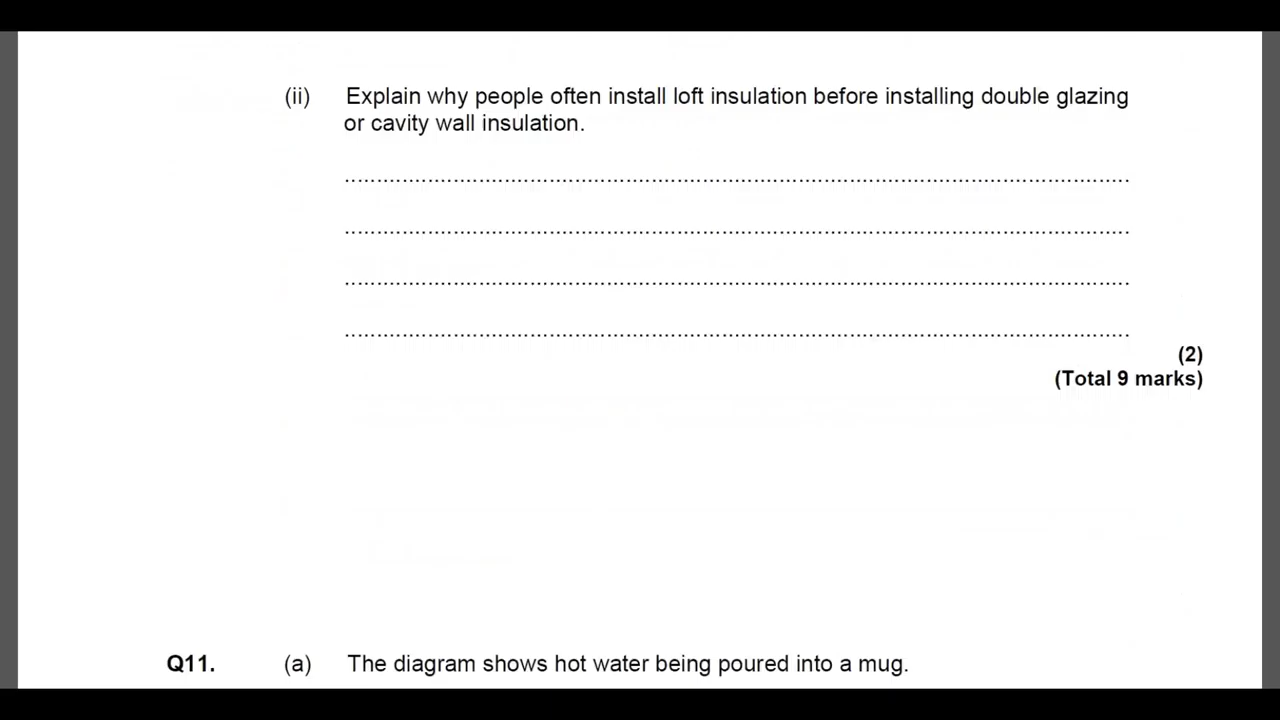 (ii) Explain why people often install loft insulation before installing double glazing
or cavity wall insulation.
..........................................................................................................................
..........................................................................................................................
..........................................................................................................................
..........................................................................................................................
(2)
(Total 9 marks)
Q11. (a) The diagram shows hot water being poured into a mug.